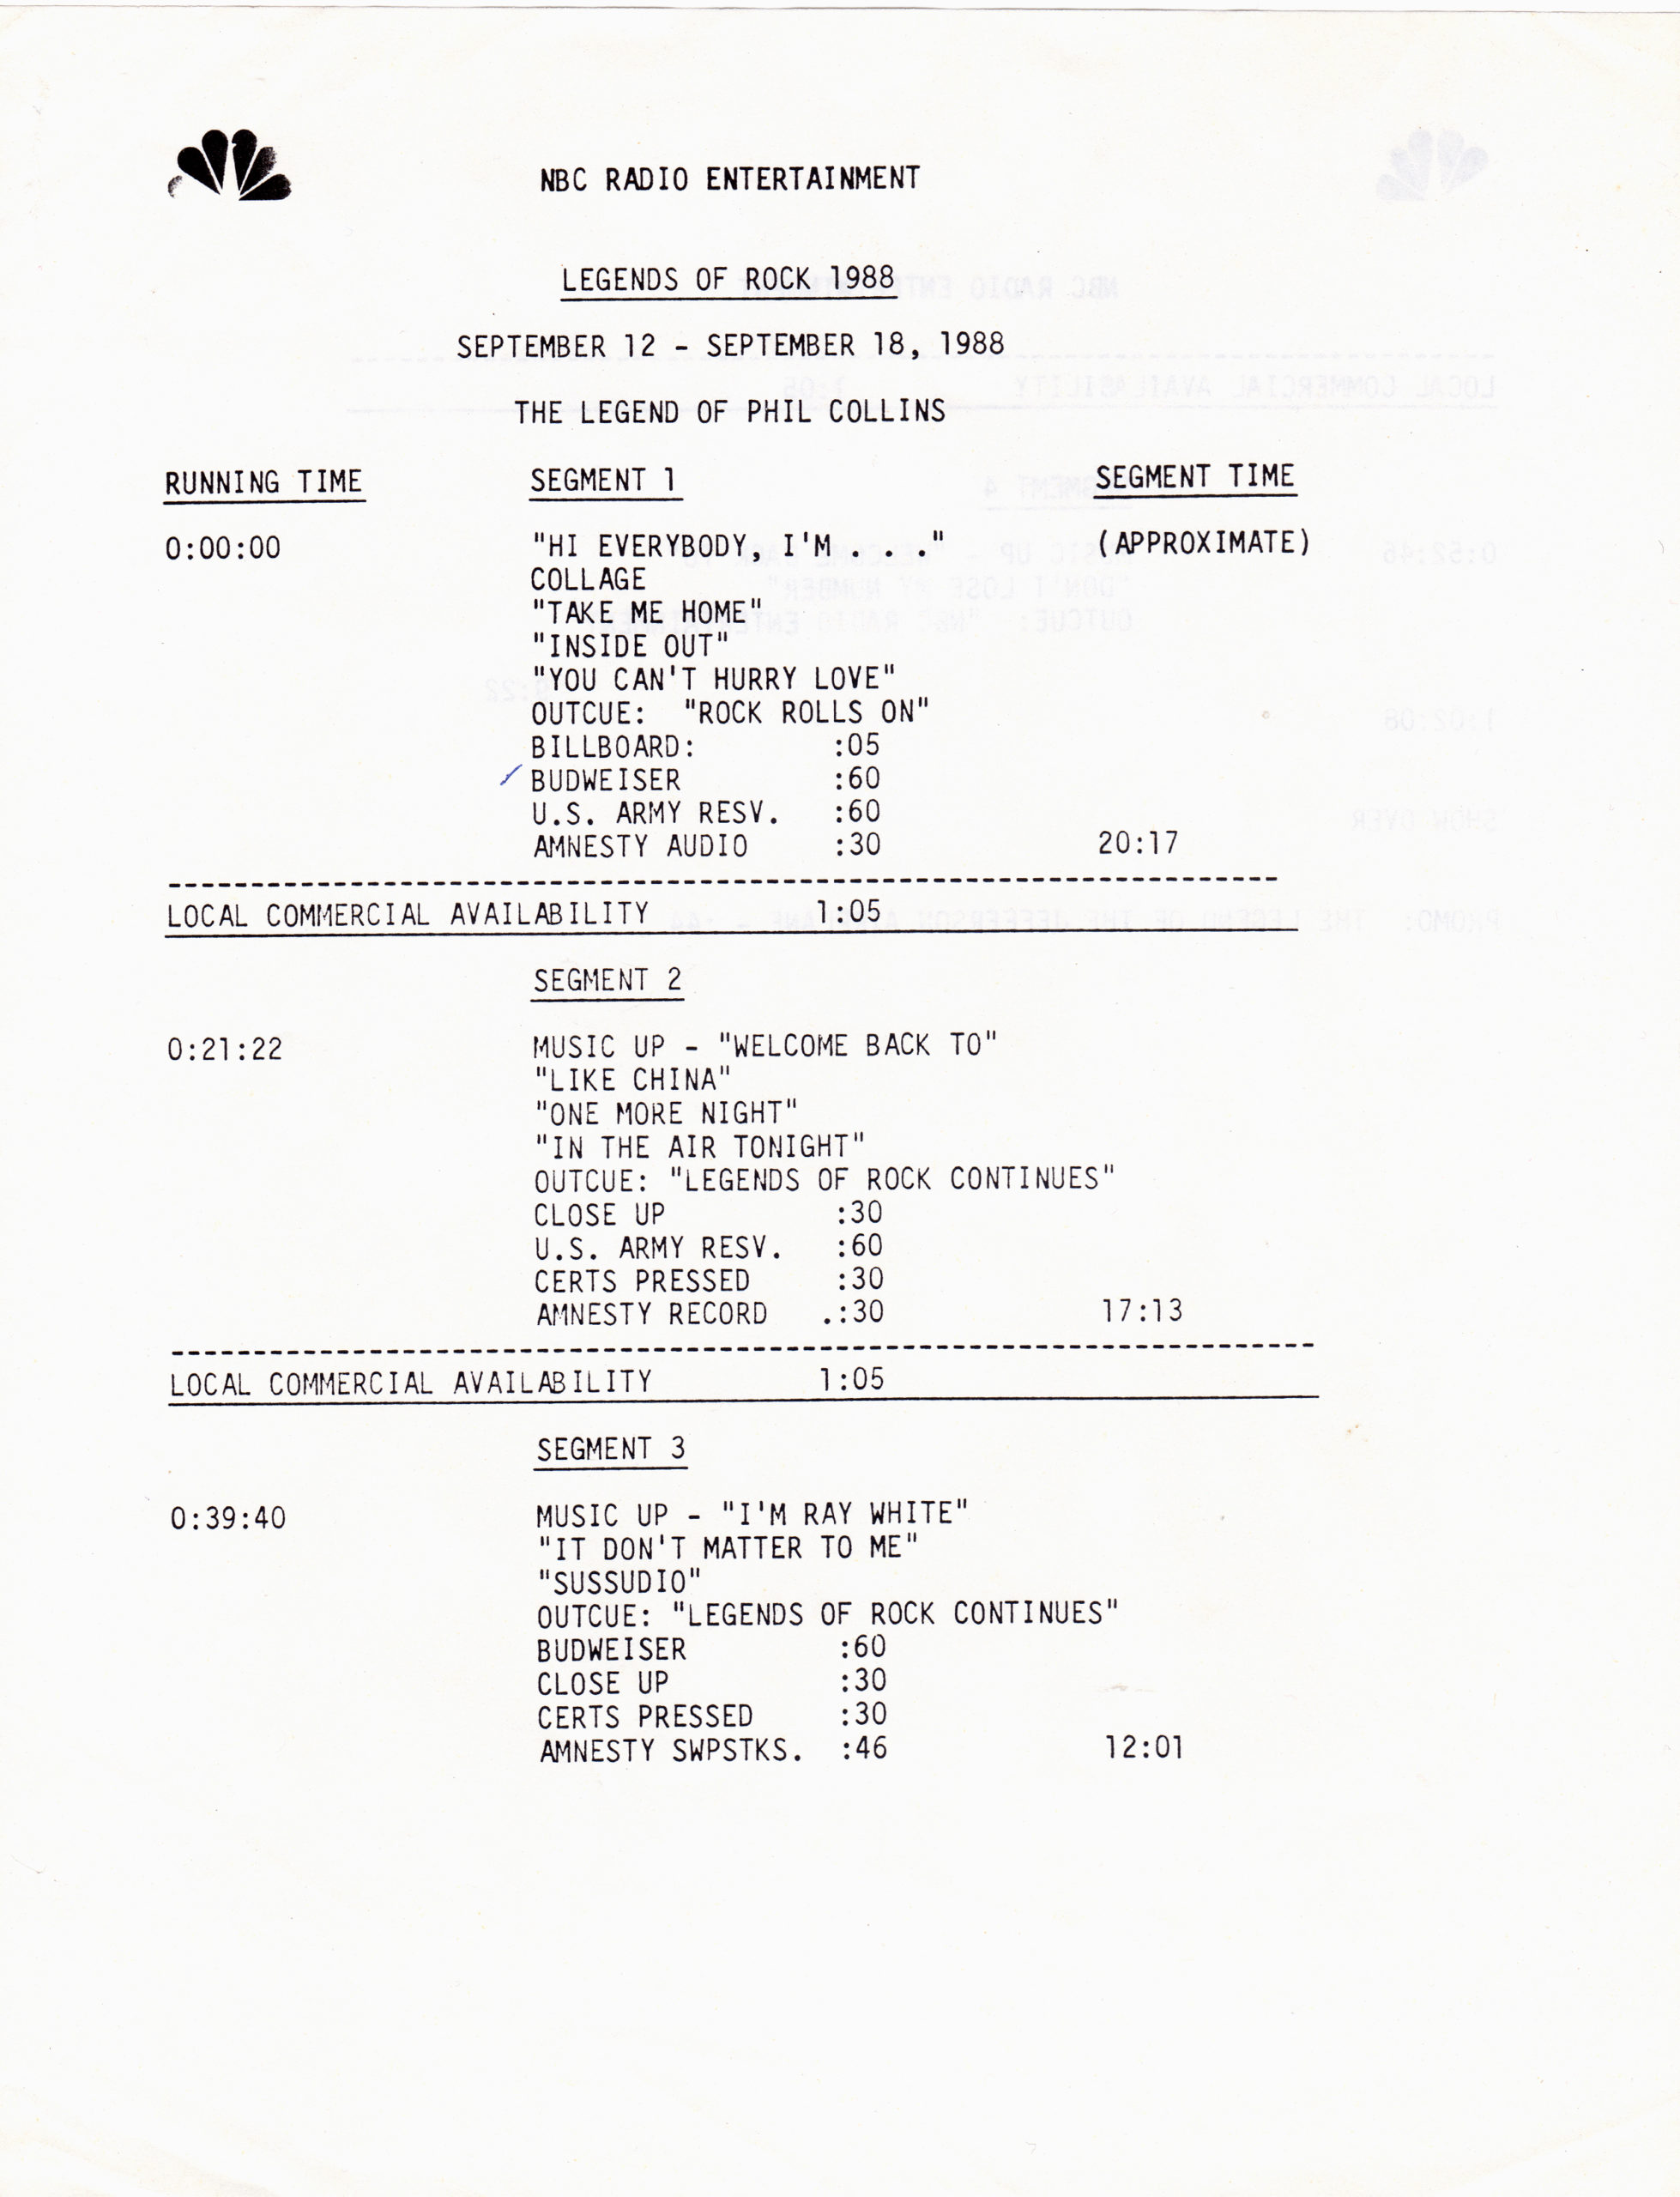 NBC RADIO ENTERTAINMENT
LEGENDS OF ROCK 1988
SEPTEMBER 12 - SEPTEMBER 18, 1988
THE LEGEND OF PHIL COLLINS
RUNNING TIME SEGMENT 1 SEGMENT TIME
0:00:00 "HI EVERYBODY, I'M . . ." (APPROXIMATE)
COLLAGE
"TAKE ME HOME"
"INSIDE OUT"
"YOU CAN'T HURRY LOVE"
OUTCUE: "ROCK ROLLS ON"
BILLBOARD: :05
BUDWEISER :60
U.S. ARMY RESV. :60
AMNESTY AUDIO :30 20:17
LOCAL COMMERCIAL AVAILABILITY 1:05
SEGMENT 2
0:21:22 MUSIC UP - "WELCOME BACK TO"
"LIKE CHINA"
"ONE MORE NIGHT"
"IN THE AIR TONIGHT"
OUTCUE: "LEGENDS OF ROCK CONTINUES"
CLOSE UP :30
U.S. ARMY RESV. :60
CERTS PRESSED :30
AMNESTY RECORD .:30 17:13
LOCAL COMMERCIAL AVAILABILITY 1:05
SEGMENT 3
0:39:40 MUSIC UP - "I'M RAY WHITE"
"IT DON'T MATTER TO ME"
"SUSSUDIO"
OUTCUE: "LEGENDS OF ROCK CONTINUES"
BUDWEISER :60
CLOSE UP :30
CERTS PRESSED :30
AMNESTY SWPSTKS. :46 12:01